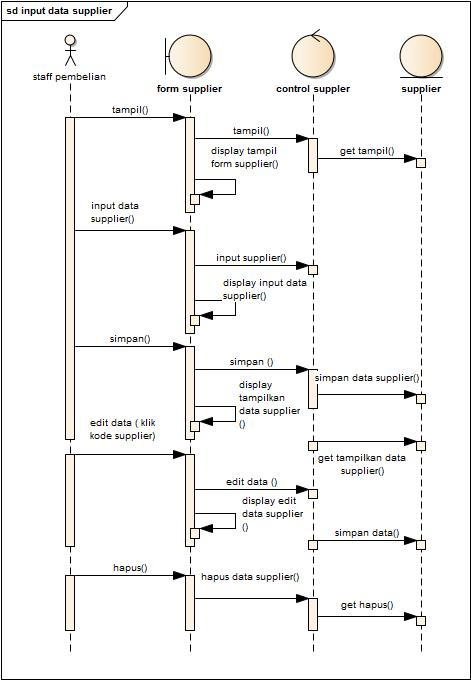 sd input data supplier
staff pembelian
form supplier
control suppler
supplier
tampil()
tampil()
display tampil
form supplier()
get tampil()
input data
supplier()
input supplier()
display input data
supplier()
simpan()
simpan ()
simpan data supplier()
display
tampilkan
data supplier
()
edit data ( klik
kode supplier)
get tampilkan data
supplier()
edit data ()
display edit
data supplier
()
simpan data()
hapus()
hapus data supplier()
get hapus()